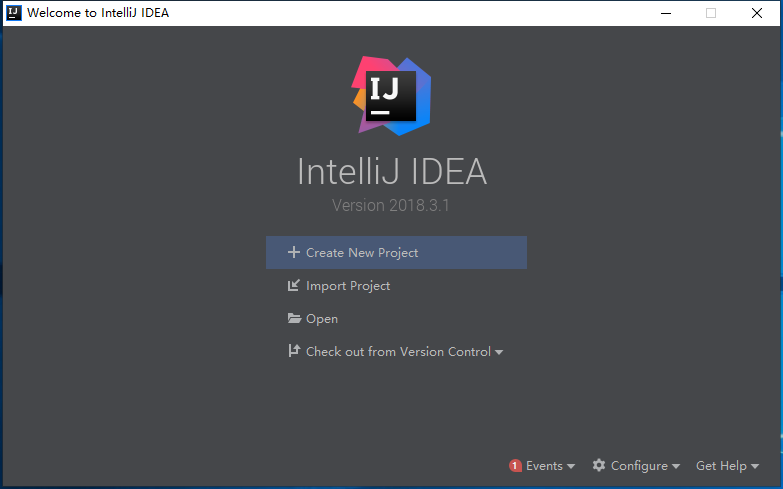 Welcome to IntelliJ IDEA
IJ
IntelliJ IDEA
Version 2018.3.1
Create New Project
Import Project
Open
Check out from Version Control
1 Events Configure Get Help